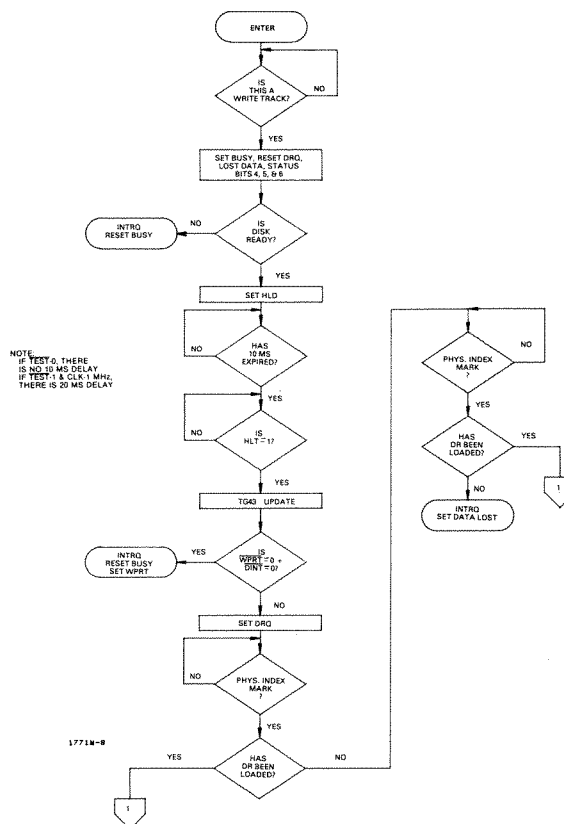 ENTER
IS
THIS A
WRITE TRACK?
NO
YES
SET BUSY, RESET DRQ,
LOST DATA, STATUS
BITS 4, 5, & 6
IS
DISK
READY?
NO
INTRQ
RESET BUSY
YES
SET HLD
HAS
10 MS
EXPIRED?
NO
YES
NOTE:
IF TEST=0, THERE
IS NO 10 MS DELAY
IF TEST=1 & CLK=1 MHz,
THERE IS 20 MS DELAY
IS
HLT = 1?
NO
YES
TG43 UPDATE
IS
WPRT = 0 +
DINT = 0?
YES
INTRQ
RESET BUSY
SET WPRT
NO
SET DRQ
PHYS. INDEX
MARK
?
NO
YES
HAS
DR BEEN
LOADED?
YES
NO
1
PHYS. INDEX
MARK
?
NO
YES
HAS
DR BEEN
LOADED?
YES
1
NO
INTRQ
SET DATA LOST
1771M-8